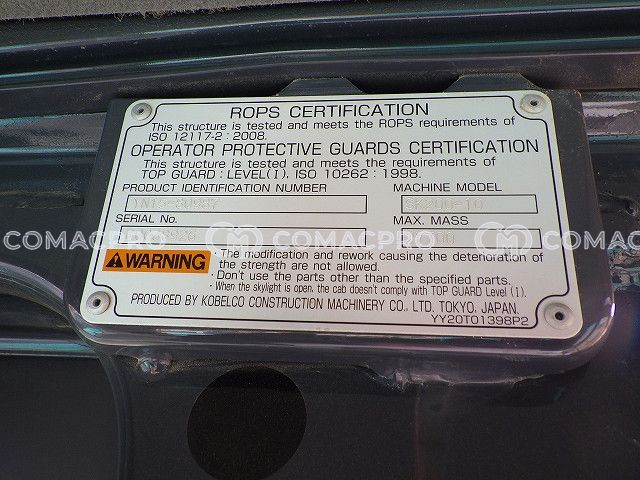 ROPS CERTIFICATION
This structure is tested and meets the ROPS requirements of
ISO 12117-2 : 2008.
OPERATOR PROTECTIVE GUARDS CERTIFICATION
This structure is tested and meets the requirements of
TOP GUARD : LEVEL(I). ISO 10262 : 1998.
PRODUCT IDENTIFICATION NUMBER MACHINE MODEL
YN15-80987 SK200-10
SERIAL No. MAX. MASS
COMACPRO COMACPRO COMACPRO
WARNING
· The modification and rework causing the deterioration of
the strength are not allowed.
· Don't use the parts other than the specified parts.
· When the skylight is open, the cab doesn't comply with TOP GUARD Level (I).
PRODUCED BY KOBELCO CONSTRUCTION MACHINERY CO., LTD. TOKYO, JAPAN.
YY20T01398P2